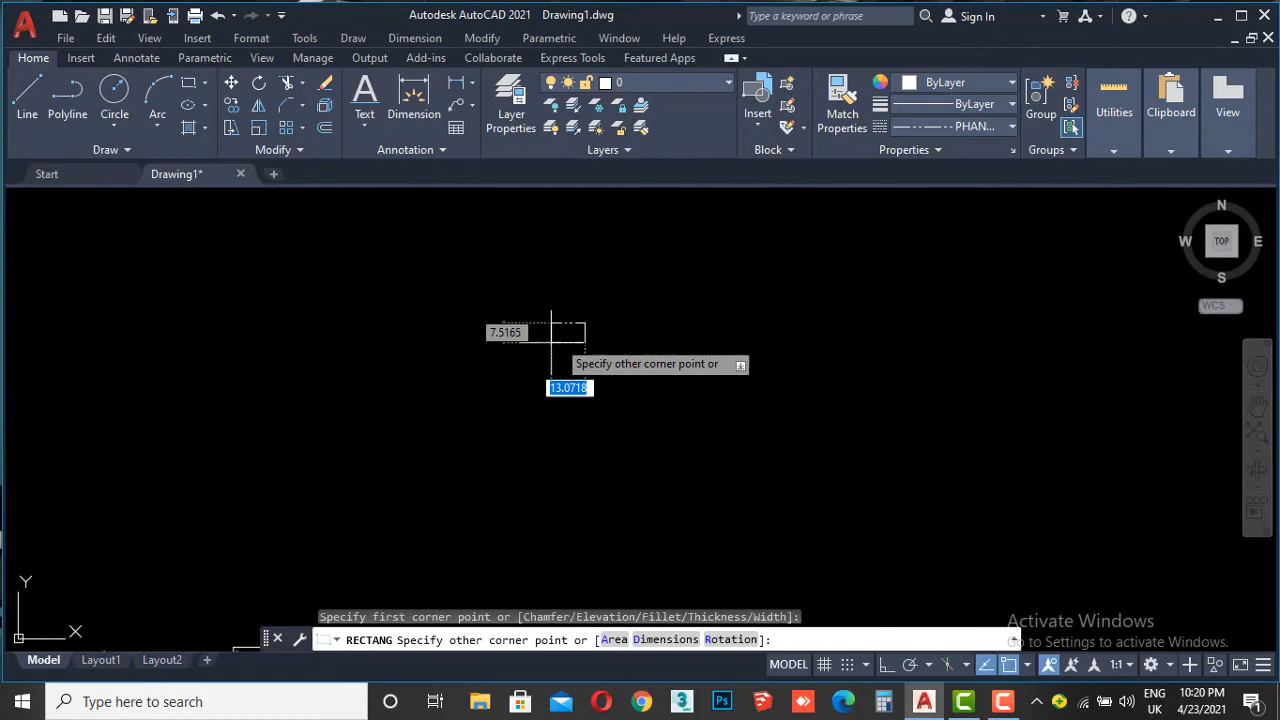 Autodesk AutoCAD 2021 Drawing1.dwg
Type a keyword or phrase
Sign In
File Edit View Insert Format Tools Draw Dimension Modify Parametric Window Help Express
Home Insert Annotate Parametric View Manage Output Add-ins Collaborate Express Tools Featured Apps
Line Polyline Circle Arc
Text Dimension
Layer
Properties
0
Insert
Match
Properties
ByLayer
ByLayer
PHAN...
Group
Utilities
Clipboard
View
Draw Modify Annotation Layers Block Properties Groups
Start Drawing1*
N
W TOP E
S
WCS
7.5165
Specify other corner point or
13.0718
Y
X
Specify first corner point or [Chamfer/Elevation/Fillet/Thickness/Width]:
RECTANG Specify other corner point or [Area Dimensions Rotation]:
Activate Windows
Go to Settings to activate Windows.
Model Layout1 Layout2
MODEL
1:1
Type here to search
3
Ps
A
C
C
ENG
UK
10:20 PM
4/23/2021
1